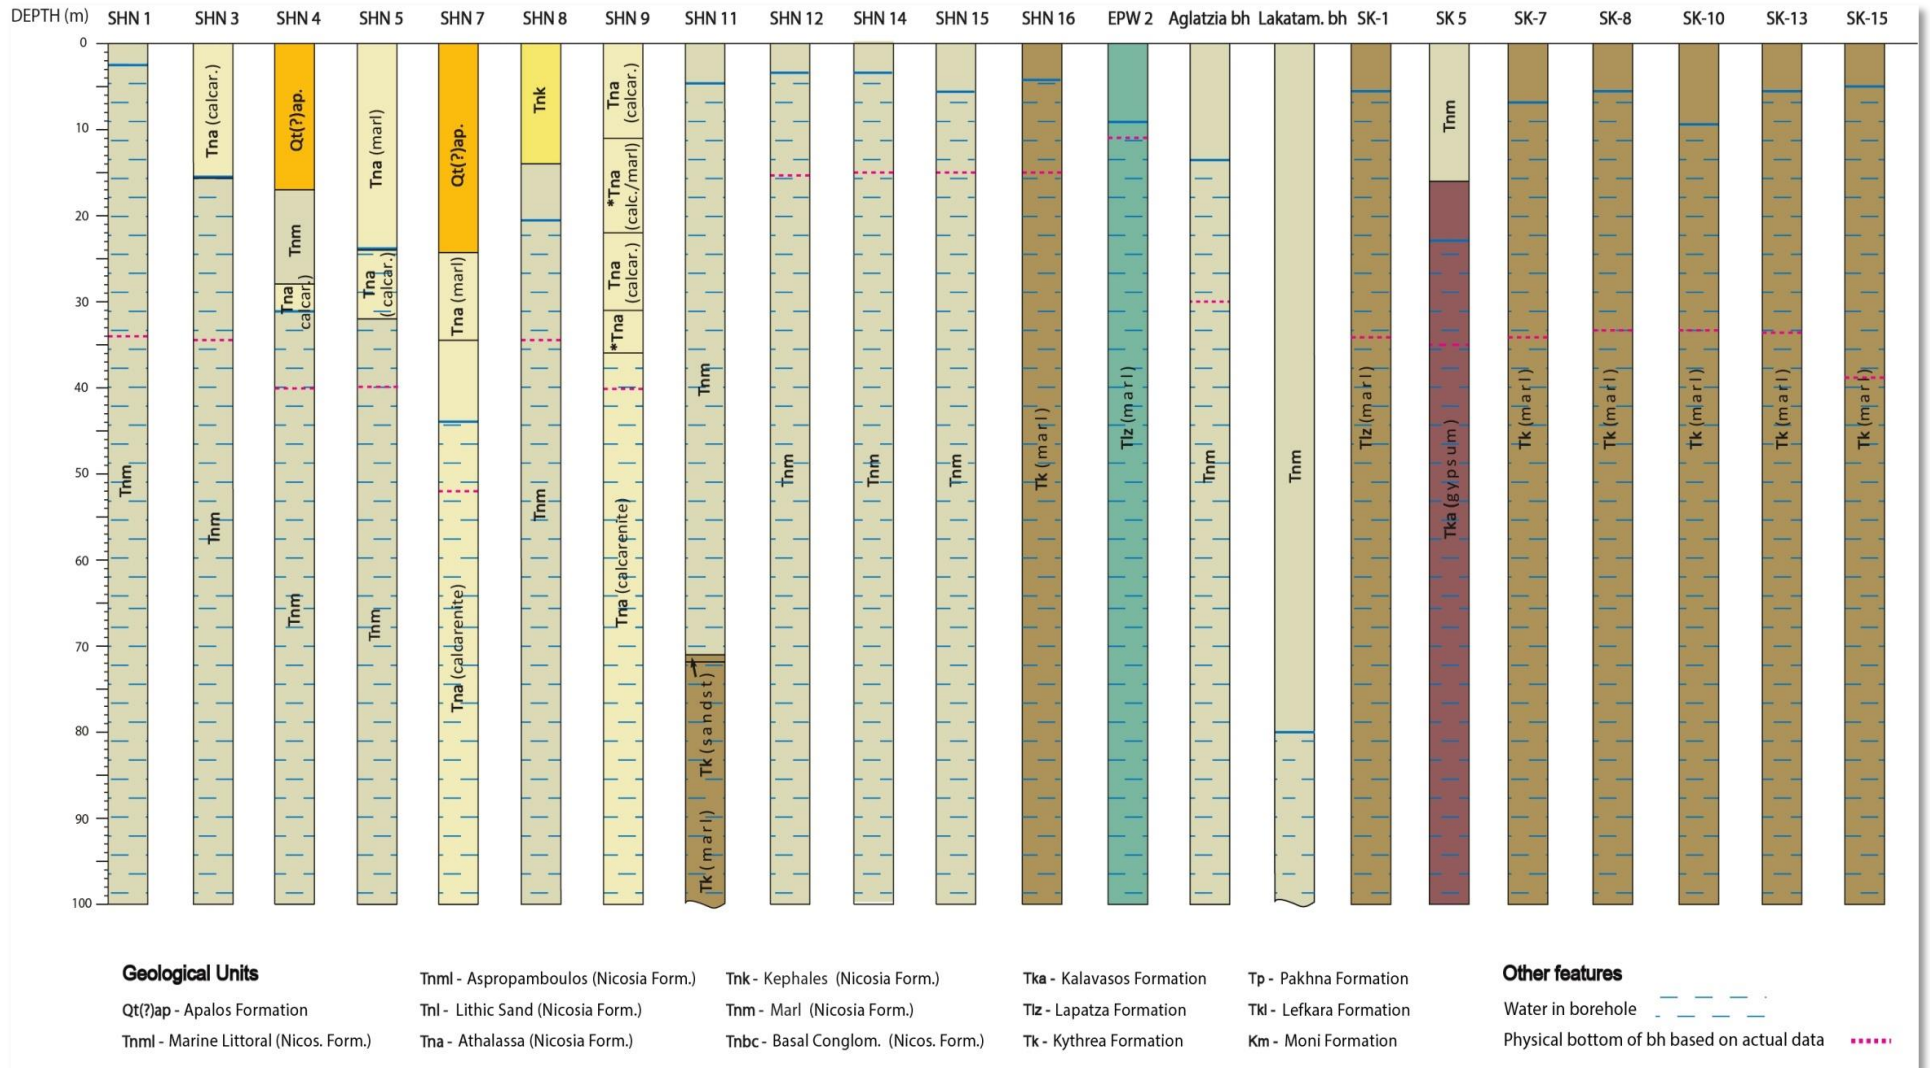 DEPTH (m) SHN 1 SHN 3 SHN 4 SHN 5 SHN 7 SHN 8 SHN 9 SHN 11 SHN 12 SHN 14 SHN 15 SHN 16 EPW 2 Aglatzia bh Lakatam. bh SK-1 SK 5 SK-7 SK-8 SK-10 SK-13 SK-15
0
10
20
30
40
50
60
70
80
90
100
Tnm
Tna (calcar.)
Tnm
Qt(?)ap.
Tnm
Tna
calcar.)
Tnm
Tna (marl)
Tna
(calcar.)
Tnm
Qt(?)ap.
Tna (marl)
Tna (calcarenite)
Tnk
Tnm
Tna
(calcar.)
*Tna
(calc./marl)
Tna
(calcar.)
*Tna
Tna (calcarenite)
Tnm
Tk (sandst)
Tk (marl)
Tnm
Tnm
Tnm
Tk (marl)
Tlz (marl)
Tnm
Tnm
Tlz (marl)
Tnm
Tka (gypsum)
Tk (marl)
Tk (marl)
Tk (marl)
Tk (marl)
Tk (marl)
Geological Units
Qt(?)ap - Apalos Formation
Tnml - Marine Littoral (Nicos. Form.)
Tnml - Aspropamboulos (Nicosia Form.)
Tnl - Lithic Sand (Nicosia Form.)
Tna - Athalassa (Nicosia Form.)
Tnk - Kephales (Nicosia Form.)
Tnm - Marl (Nicosia Form.)
Tnbc - Basal Conglom. (Nicos. Form.)
Tka - Kalavasos Formation
Tlz - Lapatza Formation
Tk - Kythrea Formation
Tp - Pakhna Formation
Tkl - Lefkara Formation
Km - Moni Formation
Other features
Water in borehole
Physical bottom of bh based on actual data